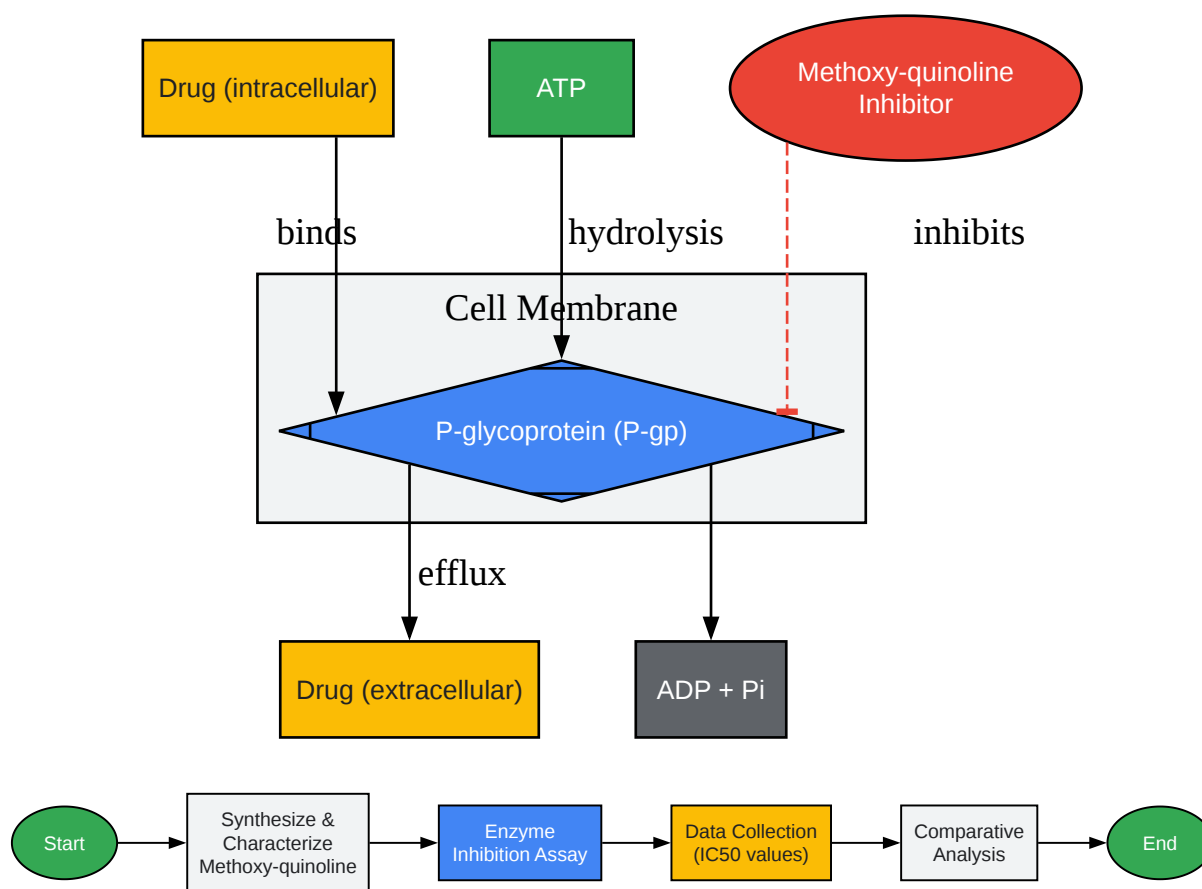 Drug (intracellular)
ATP
Methoxy-quinoline
Inhibitor
binds
hydrolysis
inhibits
Cell Membrane
P-glycoprotein (P-gp)
efflux
Drug (extracellular)
ADP + Pi
Start
Synthesize &
Characterize
Methoxy-quinoline
Enzyme
Inhibition Assay
Data Collection
(IC50 values)
Comparative
Analysis
End